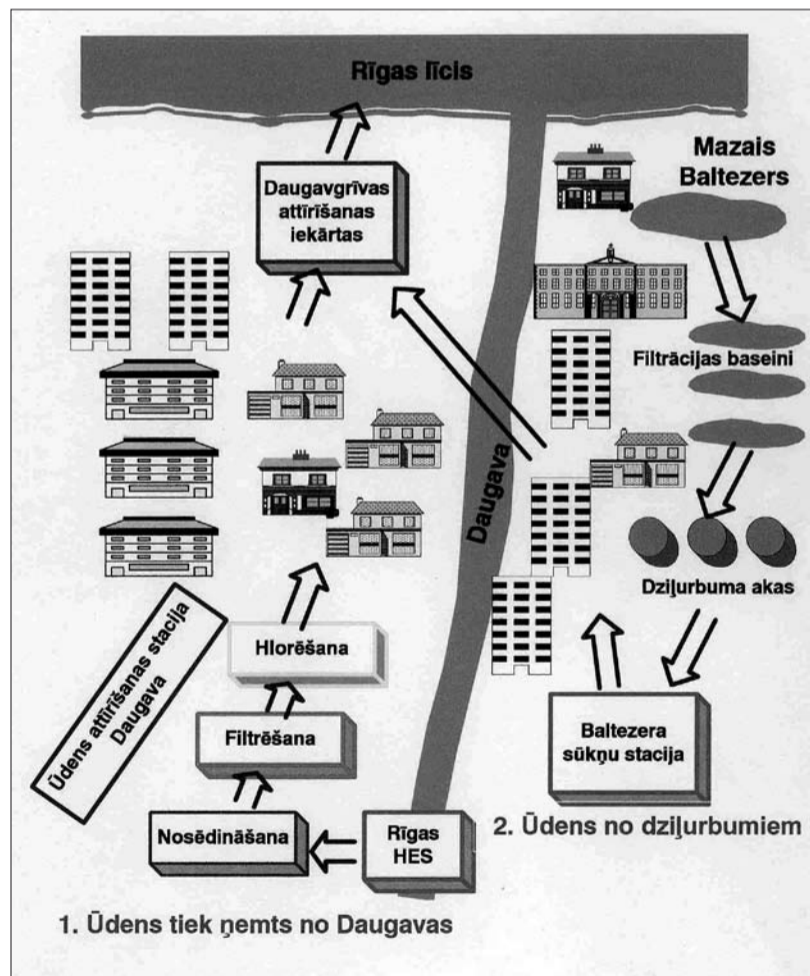 Rīgas līcis
Mazais
Baltezers
Daugavgrīvas
attīrīšanas
iekārtas
Filtrācijas baseini
Daugava
Dziļurbuma akas
Hlorēšana
Ūdens attīrīšanas stacija
Daugava
Filtrēšana
Baltezera
sūkņu stacija
Nosēdināšana
Rīgas
HES
2. Ūdens no dziļurbumiem
1. Ūdens tiek ņemts no Daugavas